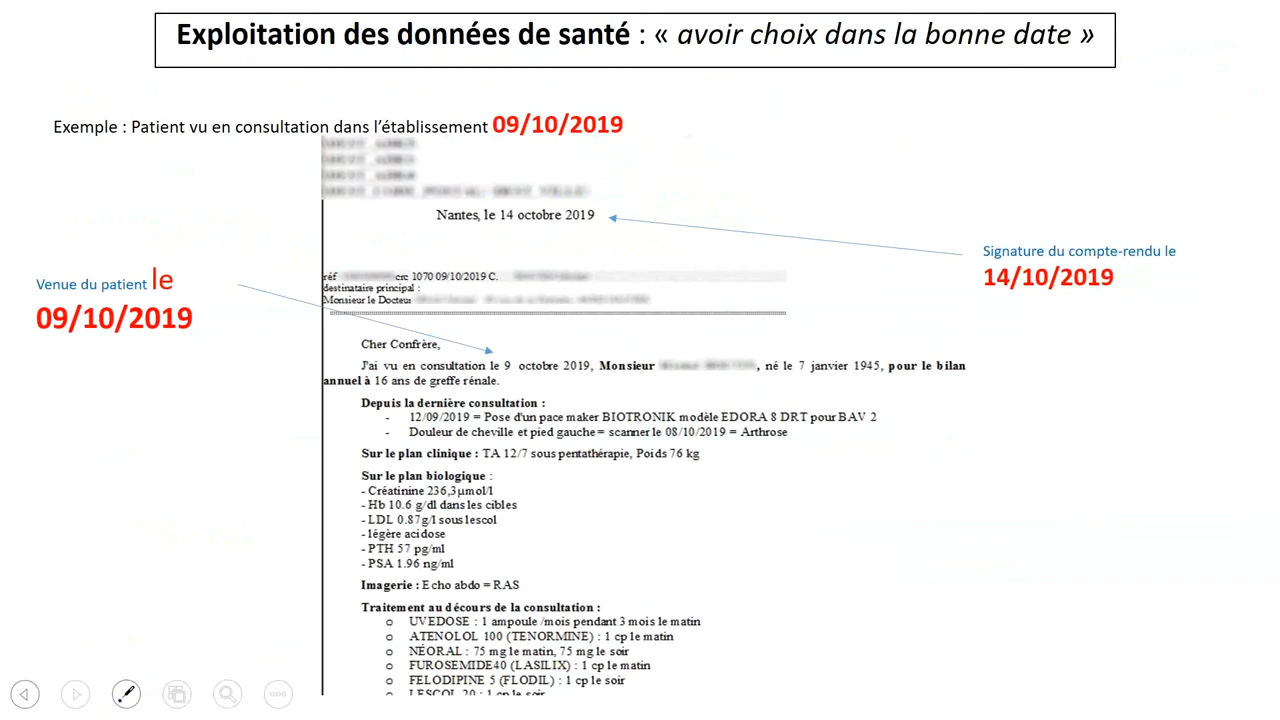 Exploitation des données de santé : « avoir choix dans la bonne date »
Exemple : Patient vu en consultation dans l’établissement 09/10/2019
Nantes, le 14 octobre 2019
Signature du compte-rendu le
14/10/2019
Venue du patient le
09/10/2019
réf crc 1070 09/10/2019 C.
destinataire principal :
Monsieur le Docteur
Cher Confrère,
J'ai vu en consultation le 9 octobre 2019, Monsieur , né le 7 janvier 1945, pour le bilan
annuel à 16 ans de greffe rénale.
Depuis la dernière consultation :
- 12/09/2019 = Pose d'un pace maker BIOTRONIK modèle EDORA 8 DRT pour BAV 2
- Douleur de cheville et pied gauche = scanner le 08/10/2019 = Arthrose
Sur le plan clinique : TA 12/7 sous pentathérapie, Poids 76 kg
Sur le plan biologique :
- Créatinine 236,3µmol/l
- Hb 10.6 g/dl dans les cibles
- LDL 0.87g/l sous lescol
- légère acidose
- PTH 57 pg/ml
- PSA 1.96 ng/ml
Imagerie : Echo abdo = RAS
Traitement au décours de la consultation :
o UVEDOSE : 1 ampoule /mois pendant 3 mois le matin
o ATENOLOL 100 (TENORMINE) : 1 cp le matin
o NÉORAL : 75 mg le matin, 75 mg le soir
o FUROSEMIDE40 (LASILIX) : 1 cp le matin
o FELODIPINE 5 (FLODIL) : 1 cp le soir
o LESCOL 20 : 1 cp le soir